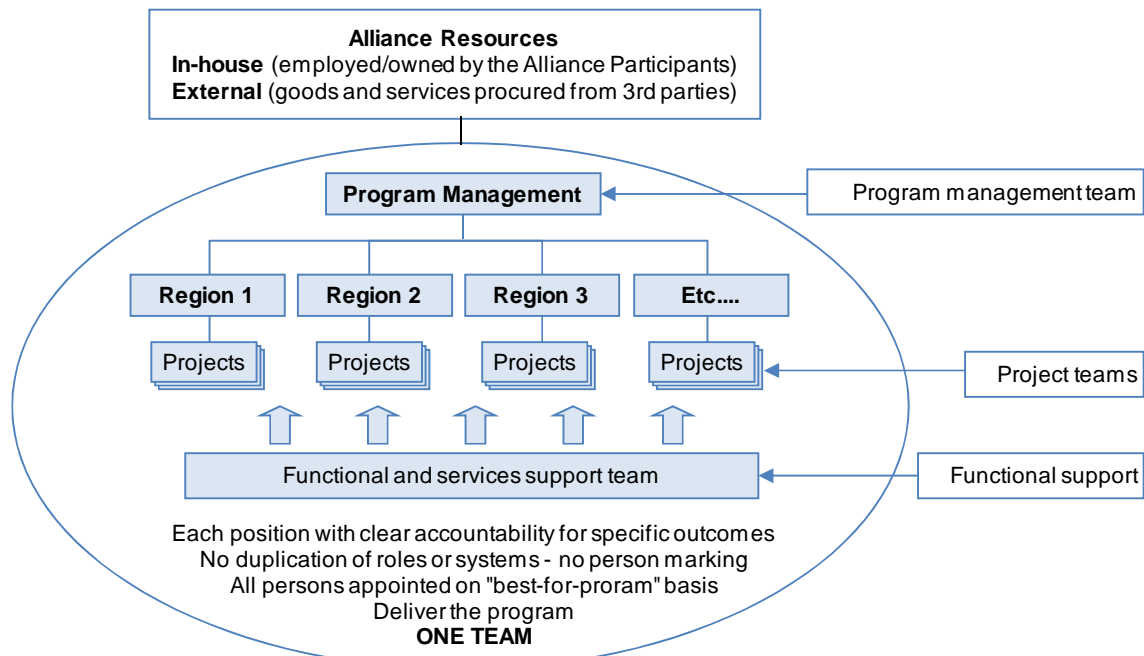 Alliance Resources
In-house (employed/owned by the Alliance Participants)
External (goods and services procured from 3rd parties)
Program Management
Program management team
Region 1
Region 2
Region 3
Etc....
Projects
Projects
Projects
Projects
Project teams
Functional and services support team
Functional support
Each position with clear accountability for specific outcomes
No duplication of roles or systems - no person marking
All persons appointed on "best-for-proram" basis
Deliver the program
ONE TEAM